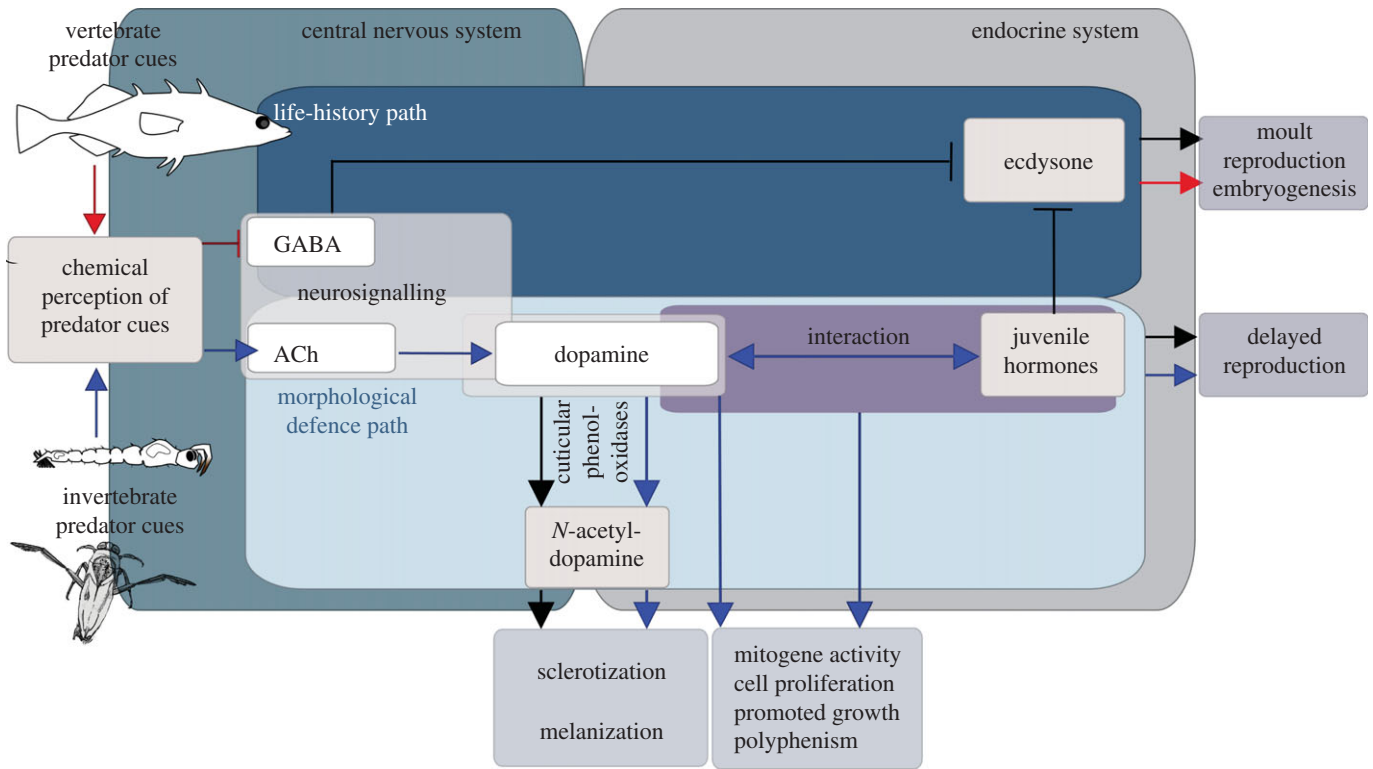 vertebrate
predator cues
central nervous system
endocrine system
life-history path
ecdysone
moult
reproduction
embryogenesis
GABA
chemical
perception of
predator cues
neurosignalling
ACh
dopamine
interaction
juvenile
hormones
delayed
reproduction
morphological
defence path
cuticular
phenol-
oxidases
invertebrate
predator cues
N-acetyl-
dopamine
sclerotization
melanization
mitogene activity
cell proliferation
promoted growth
polyphenism